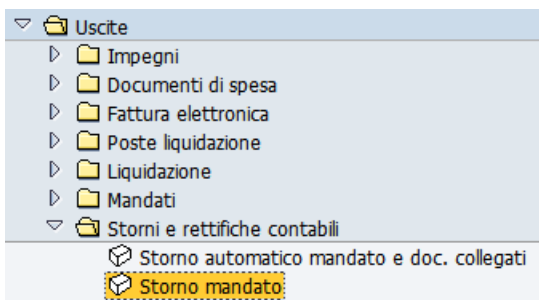 Uscite
Impegni
Documenti di spesa
Fattura elettronica
Poste liquidazione
Liquidazione
Mandati
Storni e rettifiche contabili
Storno automatico mandato e doc. collegati
Storno mandato